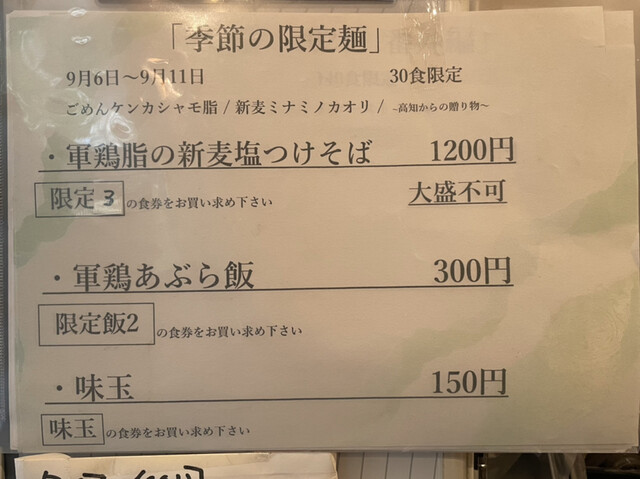 「季節の限定麺」
9月6日～9月11日 30食限定
ごめんケンカシャモ脂 / 新麦ミナミノカオリ / ~高知からの贈り物~
・軍鶏脂の新麦塩つけそば 1200円
限定3 の食券をお買い求め下さい 大盛不可
・軍鶏あぶら飯 300円
限定飯2 の食券をお買い求め下さい
・味玉 150円
味玉 の食券をお買い求め下さい